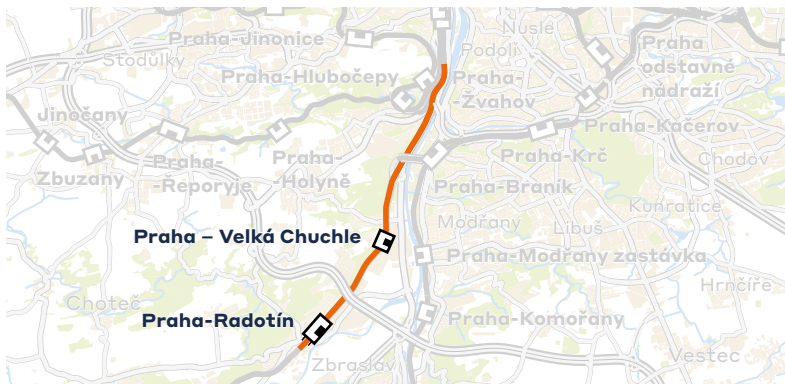 Nusle
Praha-Jinonice
Praha
Stodůlky
Podolí
odstavné
Praha-Hlubočepy
Praha-
nádraží
-Žvahov
Jinočany
Praha-Kačerov
Praha-
Praha-
Praha-Krč
Chodov
Zbuzany
-Řeporyje
-Holyně
Praha-Braník
Kunratice
Modřany
Libuš
Praha – Velká Chuchle
Praha-Modřany zastávka
Hrnčíře
Choteč
Praha-Radotín
Praha-Komořany
Zbraslav
Vestec